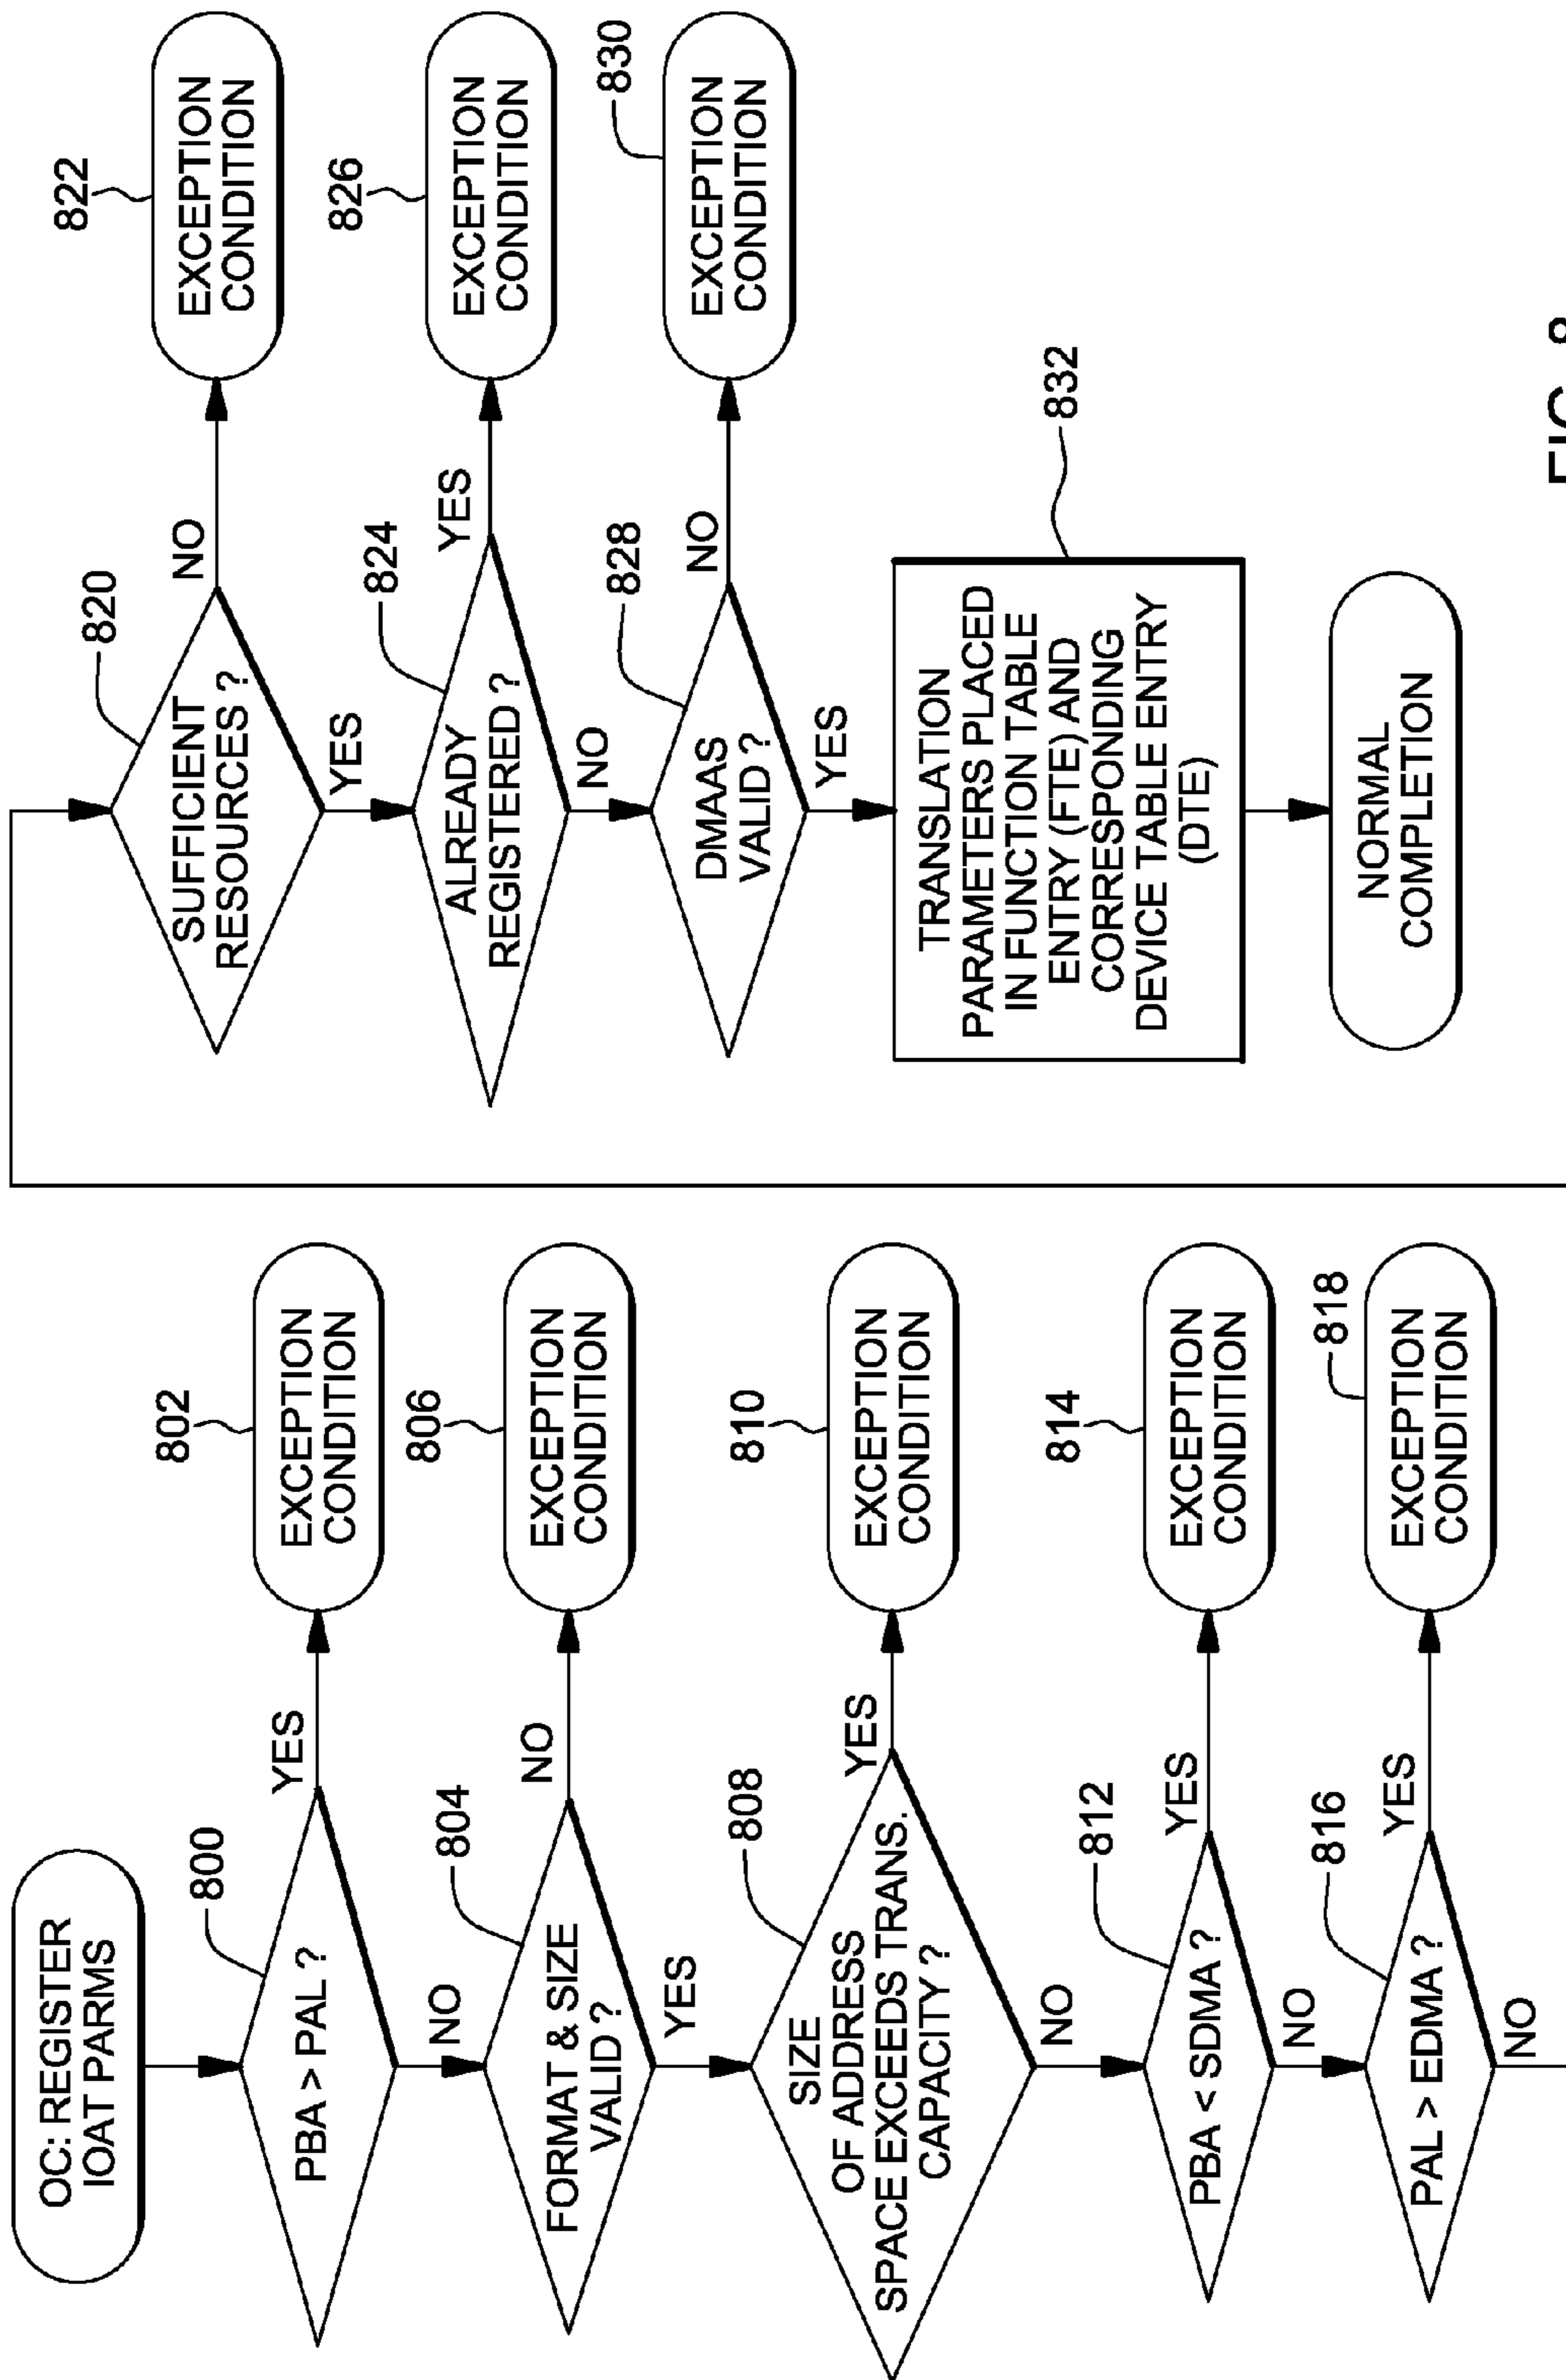 OC: REGISTER
IOAT PARMS
800
PBA > PAL ?
YES
802
EXCEPTION
CONDITION
NO
804
FORMAT & SIZE
VALID ?
NO
806
EXCEPTION
CONDITION
YES
808
SIZE
OF ADDRESS
SPACE EXCEEDS TRANS.
CAPACITY ?
YES
810
EXCEPTION
CONDITION
NO
812
PBA < SDMA ?
YES
814
EXCEPTION
CONDITION
NO
816
PAL > EDMA ?
YES
818
EXCEPTION
CONDITION
NO
820
SUFFICIENT
RESOURCES ?
NO
822
EXCEPTION
CONDITION
YES
824
ALREADY
REGISTERED ?
YES
826
EXCEPTION
CONDITION
NO
828
DMAAS
VALID ?
NO
830
EXCEPTION
CONDITION
YES
832
TRANSLATION
PARAMETERS PLACED
IN FUNCTION TABLE
ENTRY (FTE) AND
CORRESPONDING
DEVICE TABLE ENTRY
(DTE)
NORMAL
COMPLETION